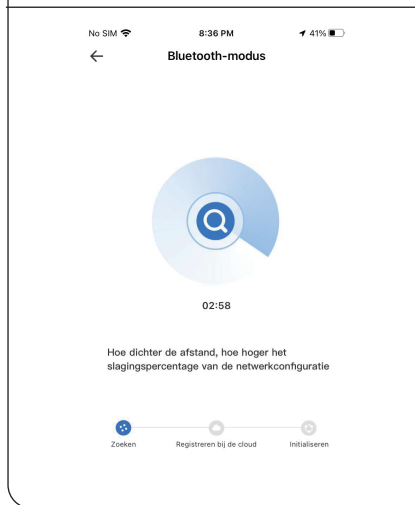 No SIM 8:36 PM 41%
Bluetooth-modus
02:58
Hoe dichter de afstand, hoe hoger het
slagingspercentage van de netwerkconfiguratie
Zoeken Registreren bij de cloud Initialiseren